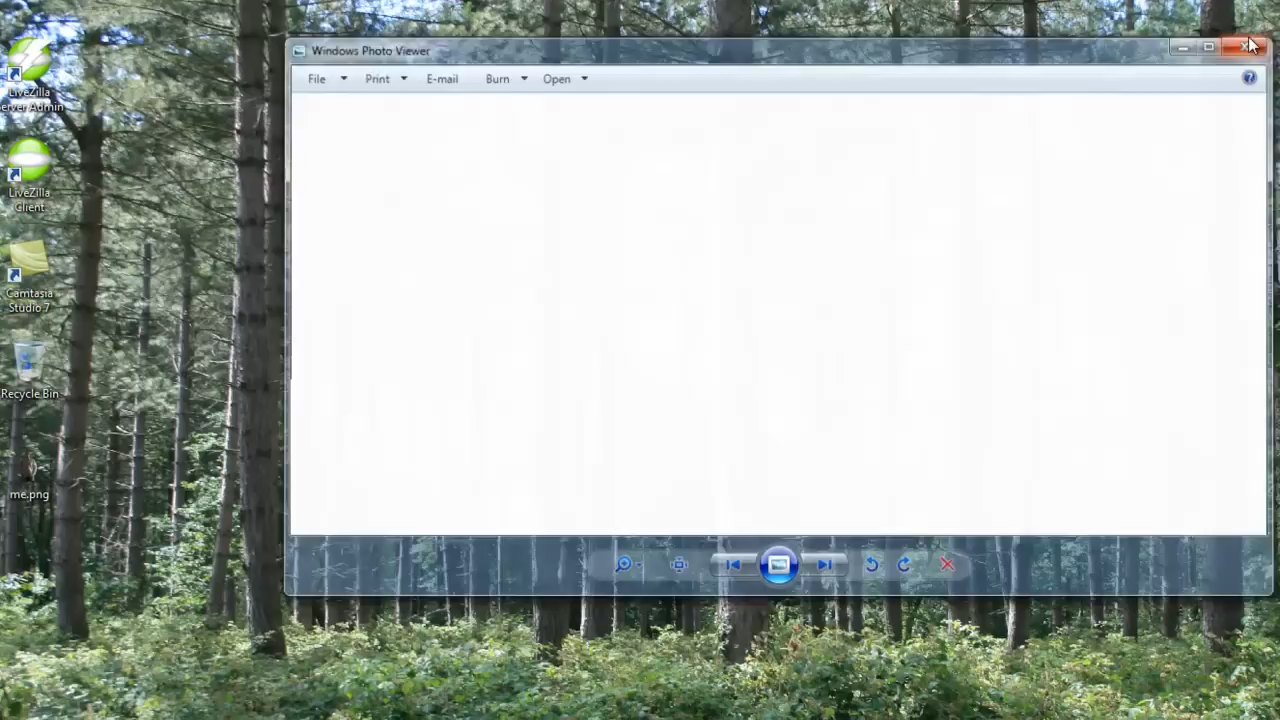 Windows Photo Viewer
File Print E-mail Burn Open
LiveZilla
Server Admin
LiveZilla
Client
Camtasia
Studio 7
Recycle Bin
me.png